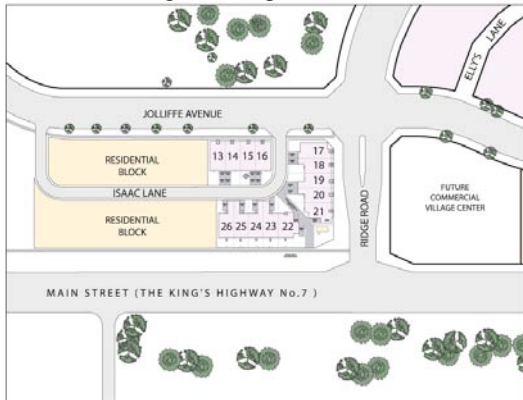 ELLY'S LANE
JOLLIFFE AVENUE
RESIDENTIAL
BLOCK
13 14 15 16
17
18
19
20
21
ISAAC LANE
RESIDENTIAL
BLOCK
26 25 24 23 22
RIDGE ROAD
FUTURE
COMMERCIAL
VILLAGE CENTER
MAIN STREET (THE KING'S HIGHWAY No.7 )